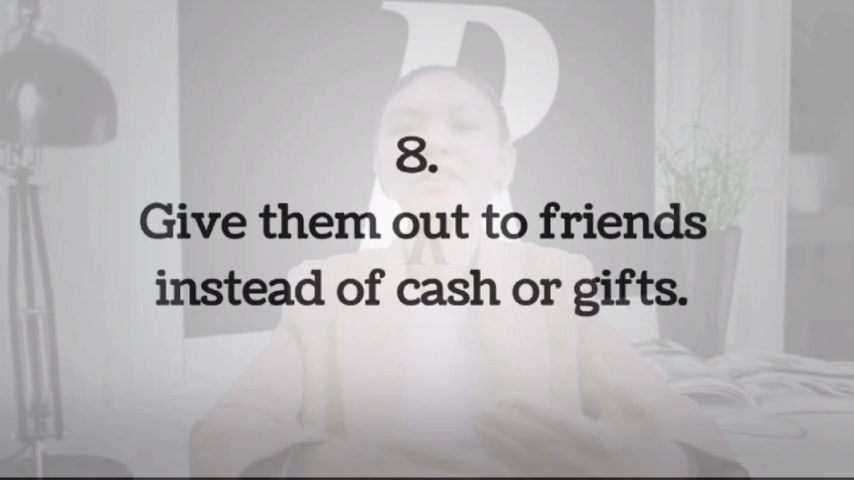 8.
Give them out to friends
instead of cash or gifts.